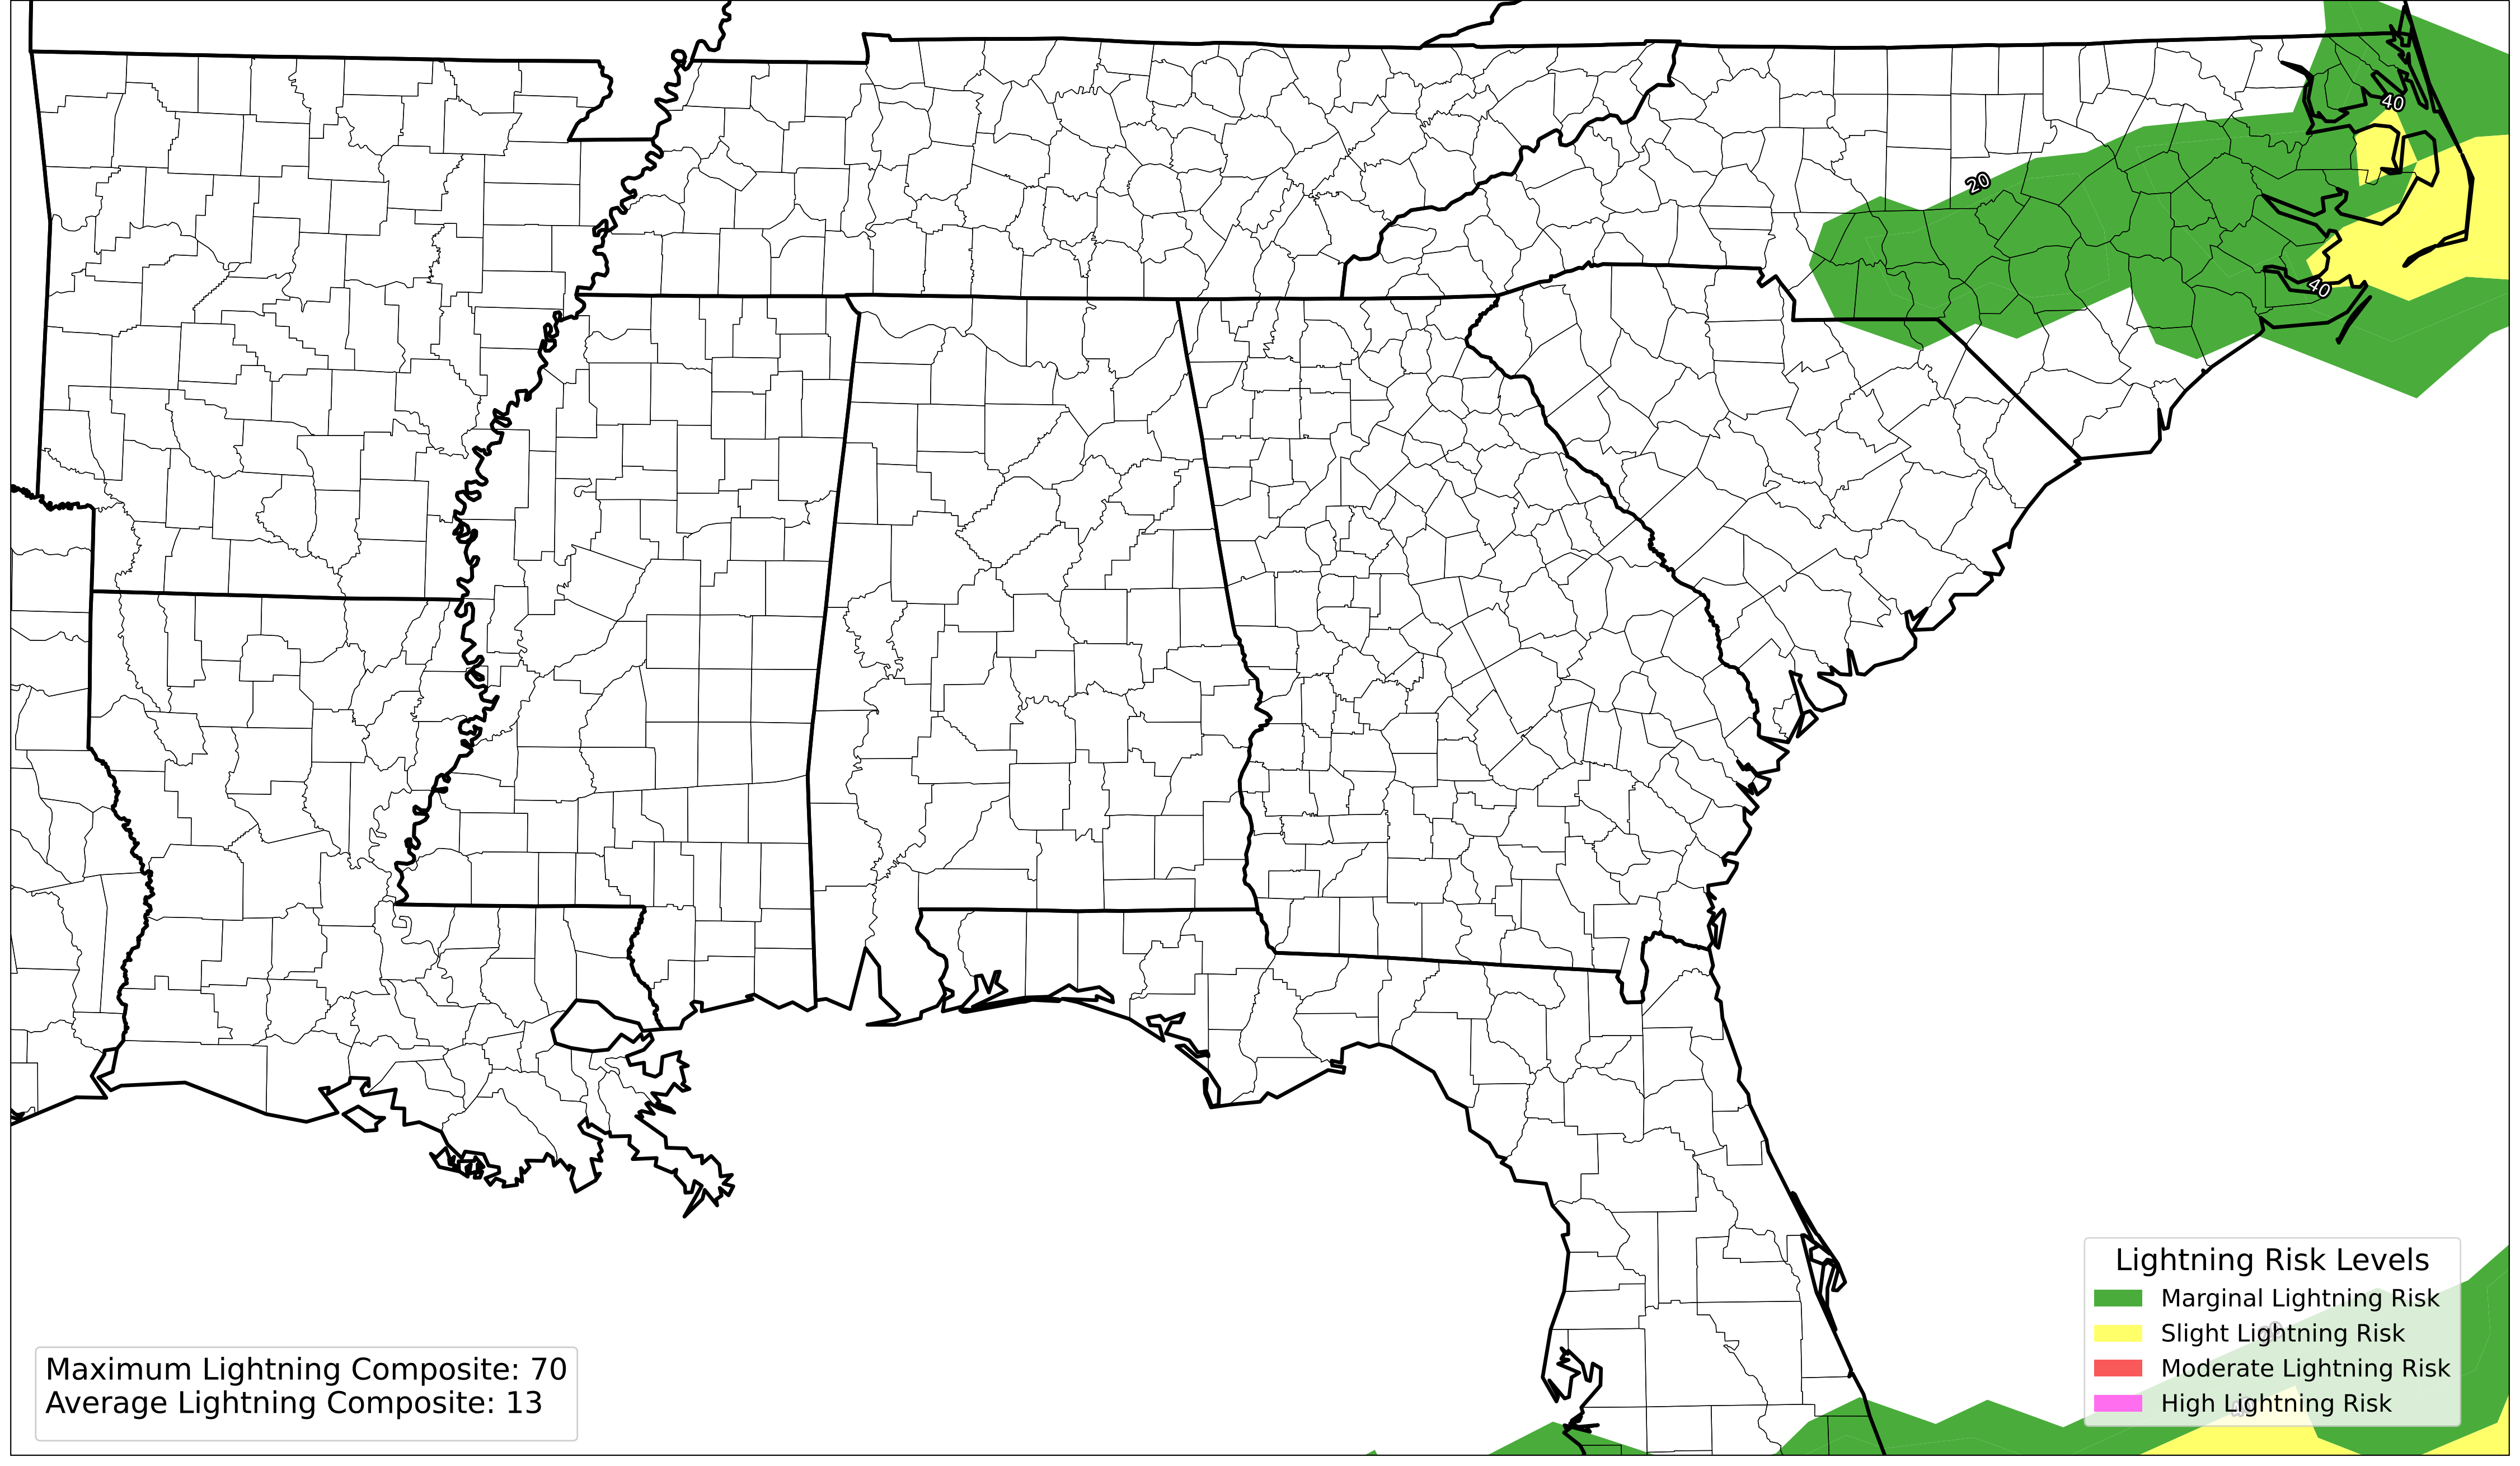 40
20
40
Lightning Risk Levels
Marginal Lightning Risk
Slight Lightning Risk
Moderate Lightning Risk
High Lightning Risk
Maximum Lightning Composite: 70
Average Lightning Composite: 13